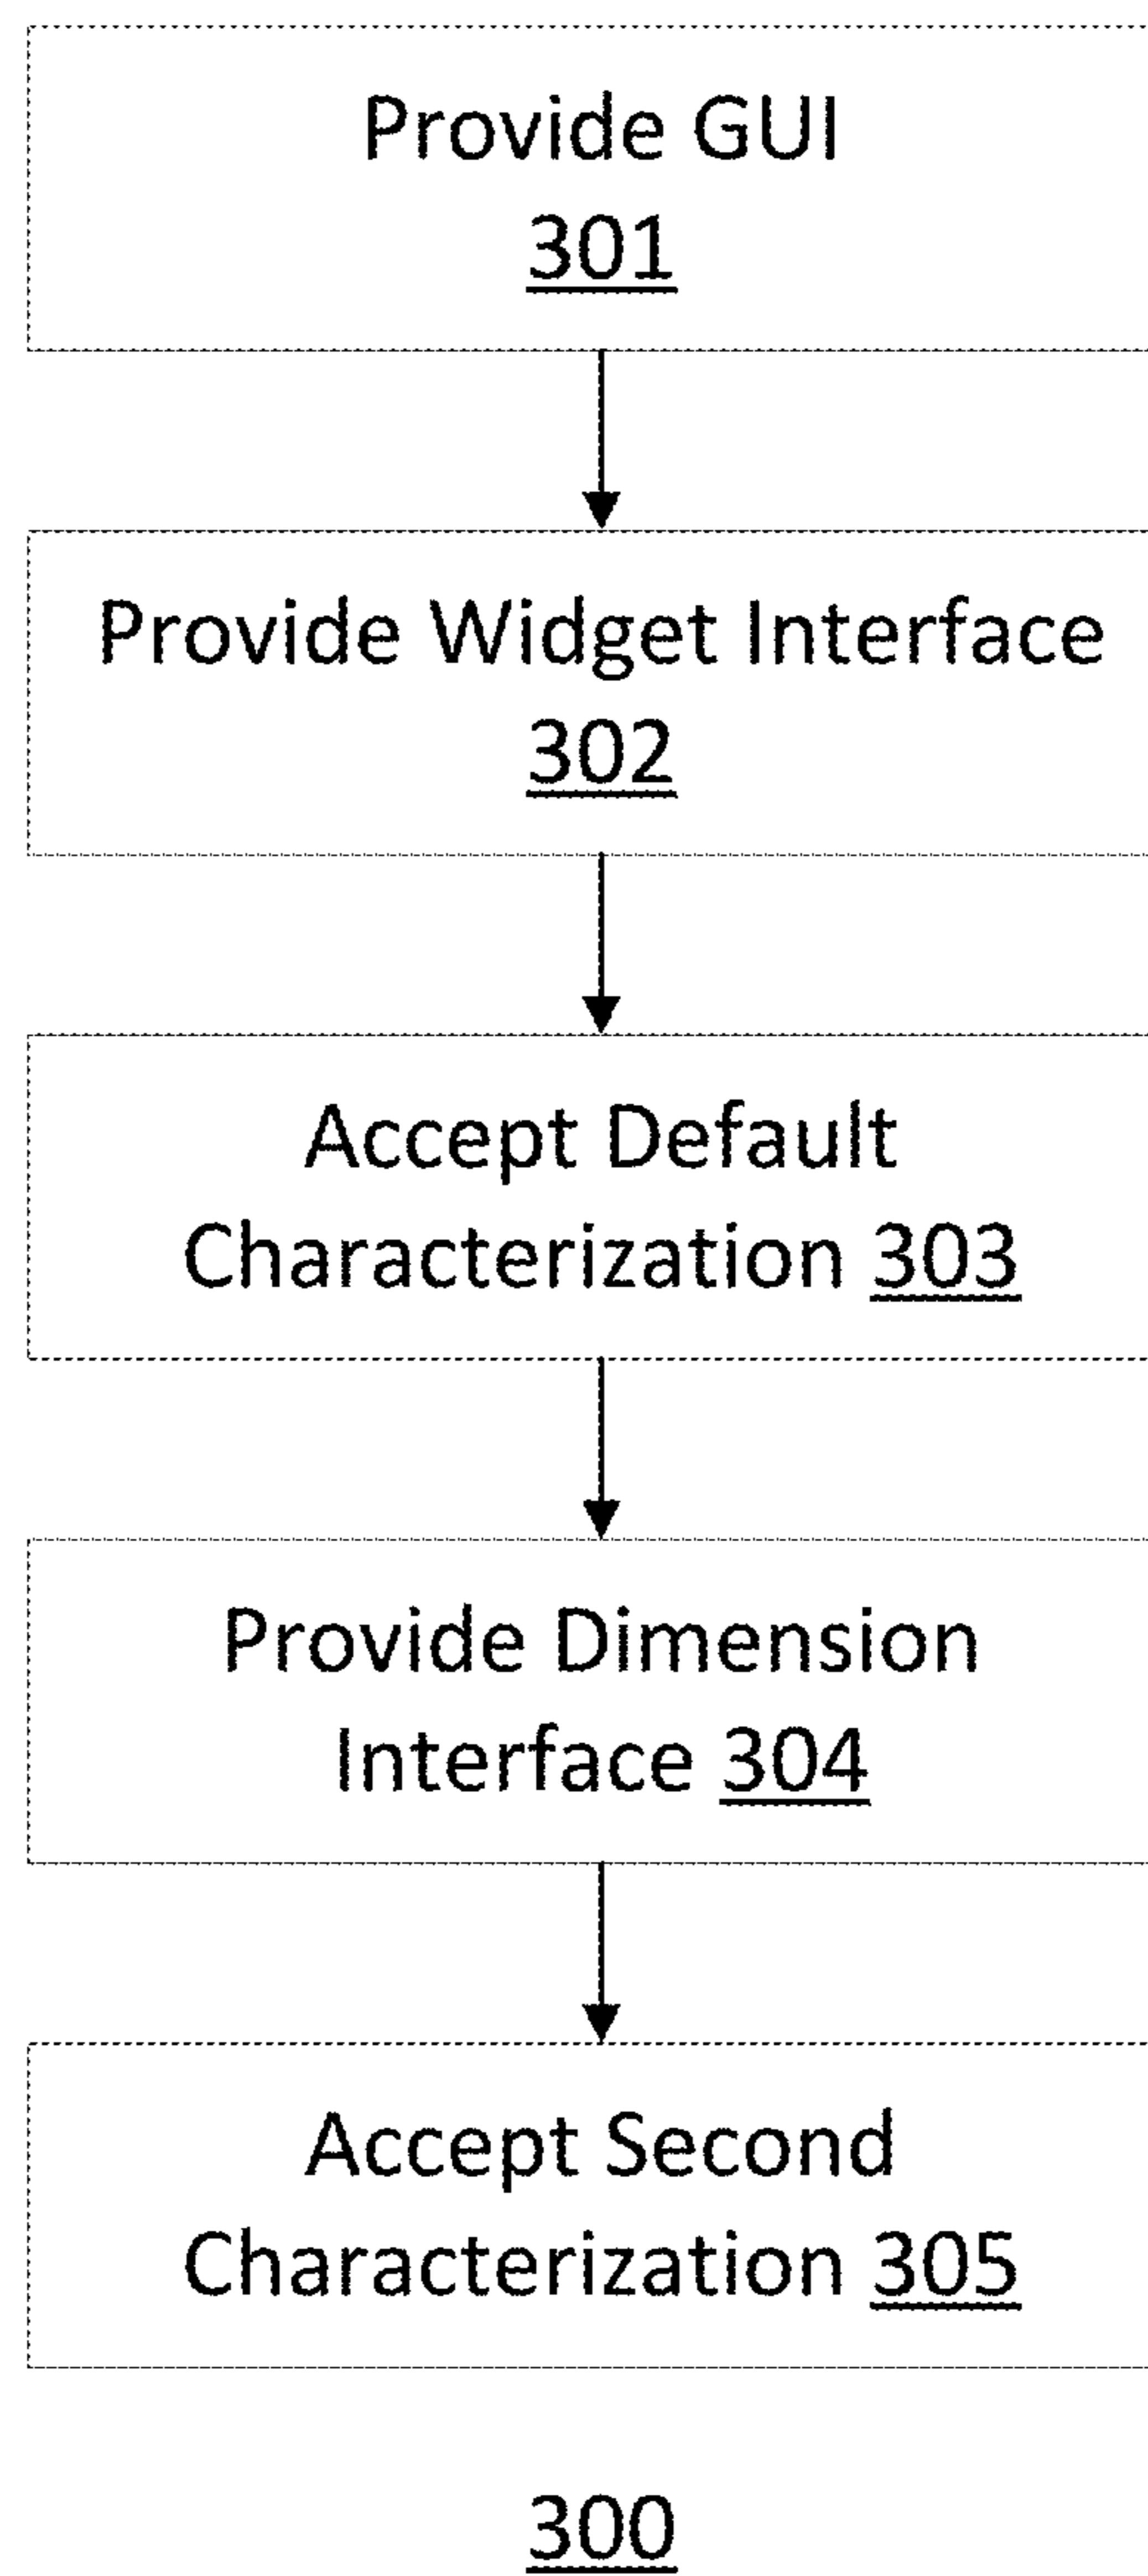 Provide GUI
301
Provide Widget Interface
302
Accept Default
Characterization 303
Provide Dimension
Interface 304
Accept Second
Characterization 305
300